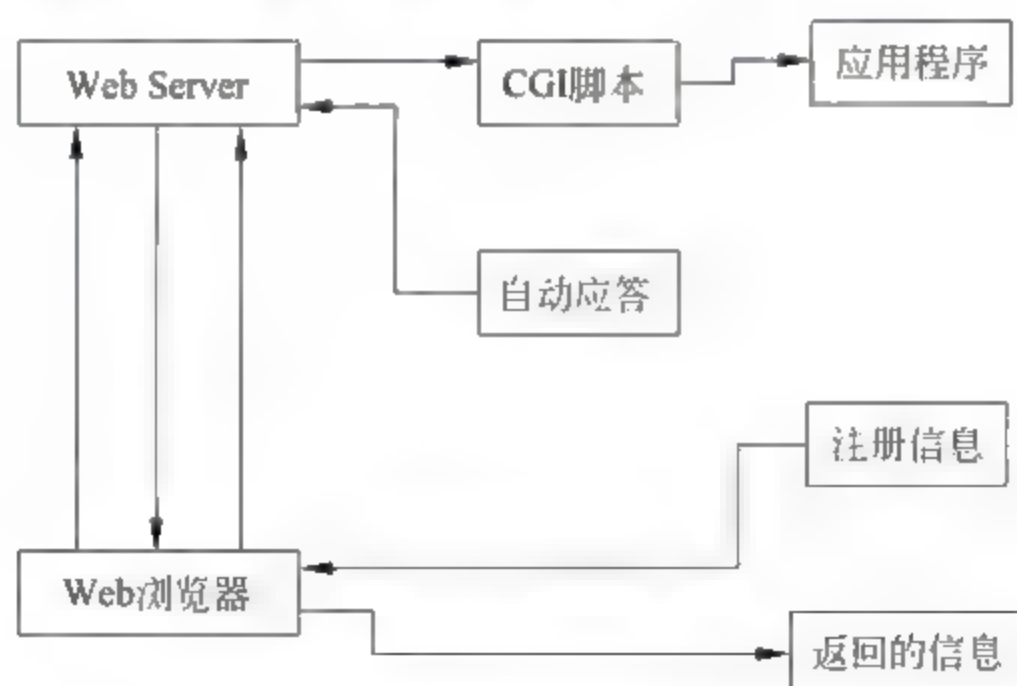 Web Server
CGI脚本
应用程序
自动应答
注册信息
Web浏览器
返回的信息